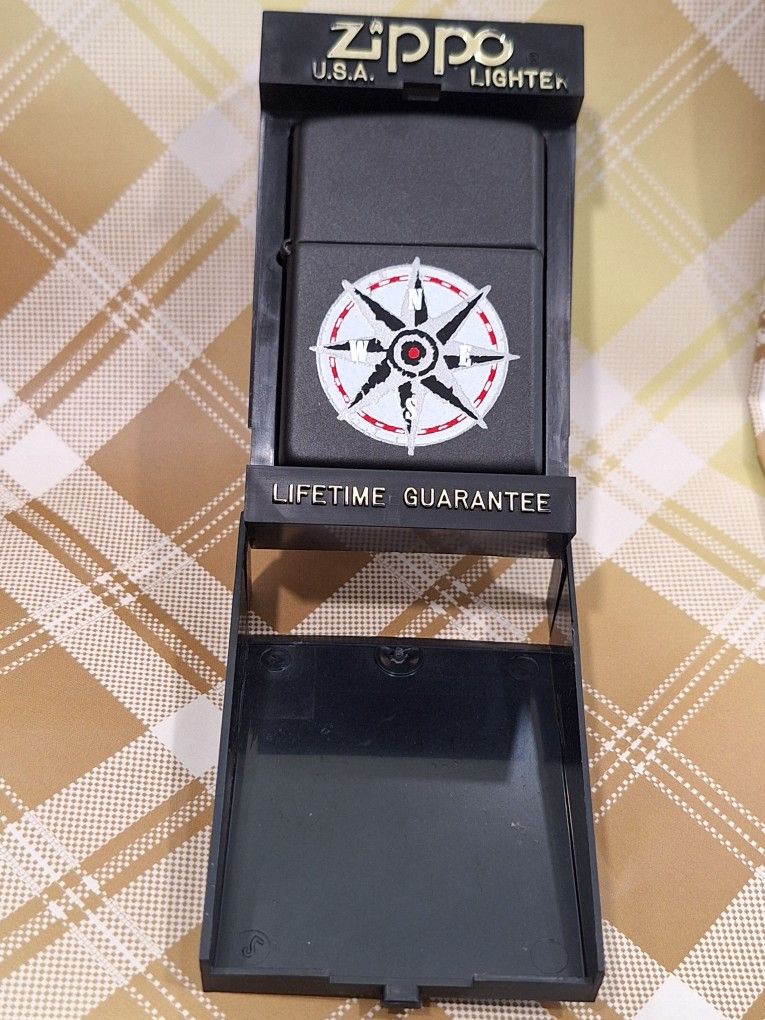 Zippo
U.S.A. LIGHTER
N
W E
S
LIFETIME GUARANTEE